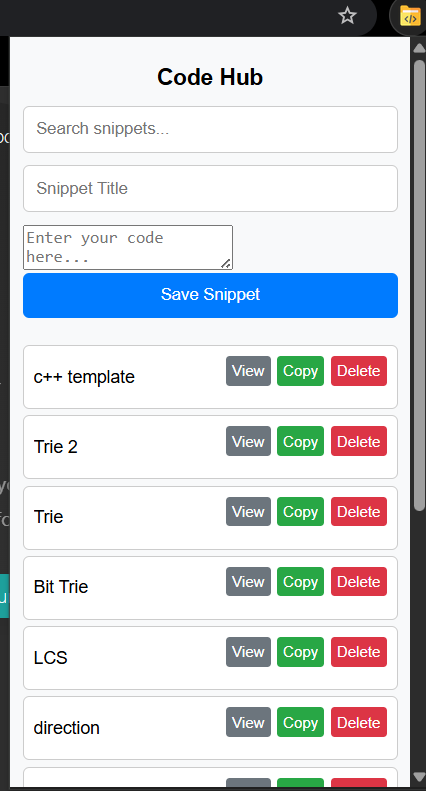 Code Hub
Search snippets...
Snippet Title
Enter your code
here...
Save Snippet
c++ template
View Copy Delete
Trie 2
View Copy Delete
Trie
View Copy Delete
Bit Trie
View Copy Delete
LCS
View Copy Delete
direction
View Copy Delete